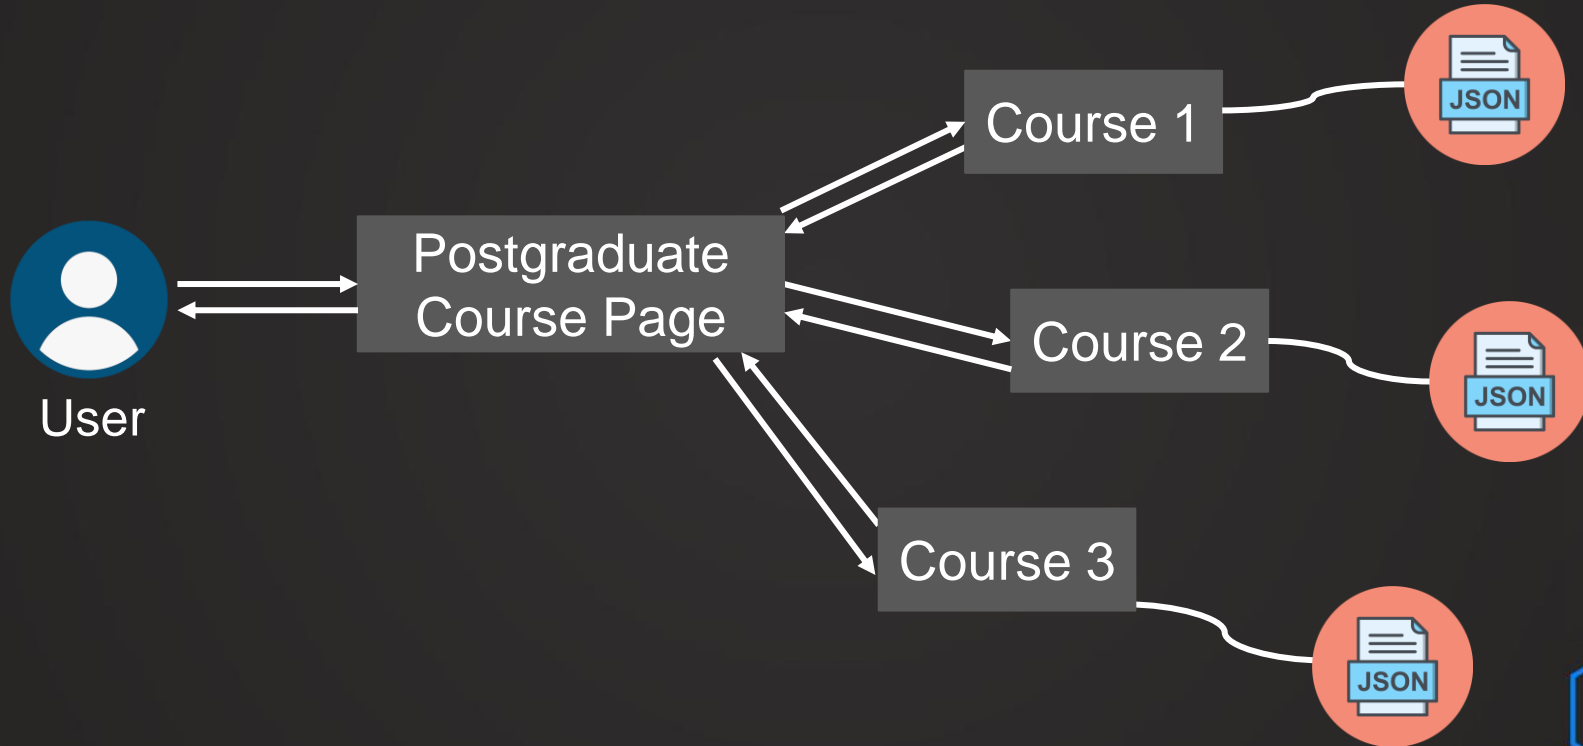 User
Postgraduate
Course Page
Course 1
JSON
Course 2
JSON
Course 3
JSON